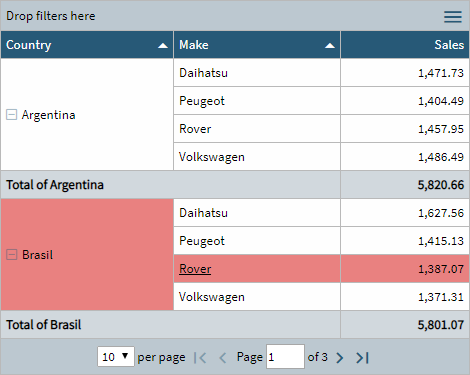 Drop filters here
Country Make Sales
Argentina Daihatsu 1,471.73
Peugeot 1,404.49
Rover 1,457.95
Volkswagen 1,486.49
Total of Argentina 5,820.66
Brasil Daihatsu 1,627.56
Peugeot 1,415.13
Rover 1,387.07
Volkswagen 1,371.31
Total of Brasil 5,801.07
10 per page Page 1 of 3